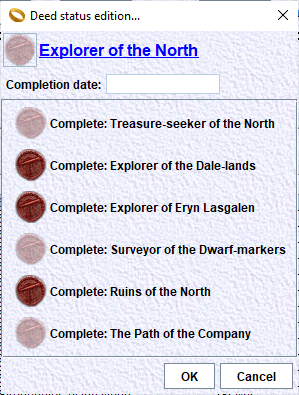 Deed status edition...
Explorer of the North
Completion date:
Complete: Treasure-seeker of the North
Complete: Explorer of the Dale-lands
Complete: Explorer of Eryn Lasgalen
Complete: Surveyor of the Dwarf-markers
Complete: Ruins of the North
Complete: The Path of the Company
OK Cancel